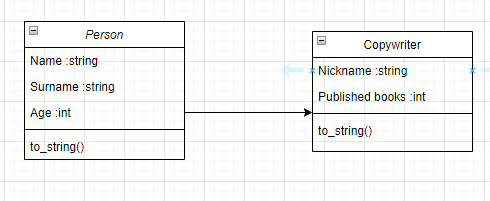 Person
Name :string
Surname :string
Age :int
to_string()
Copywriter
Nickname :string
Published books :int
to_string()